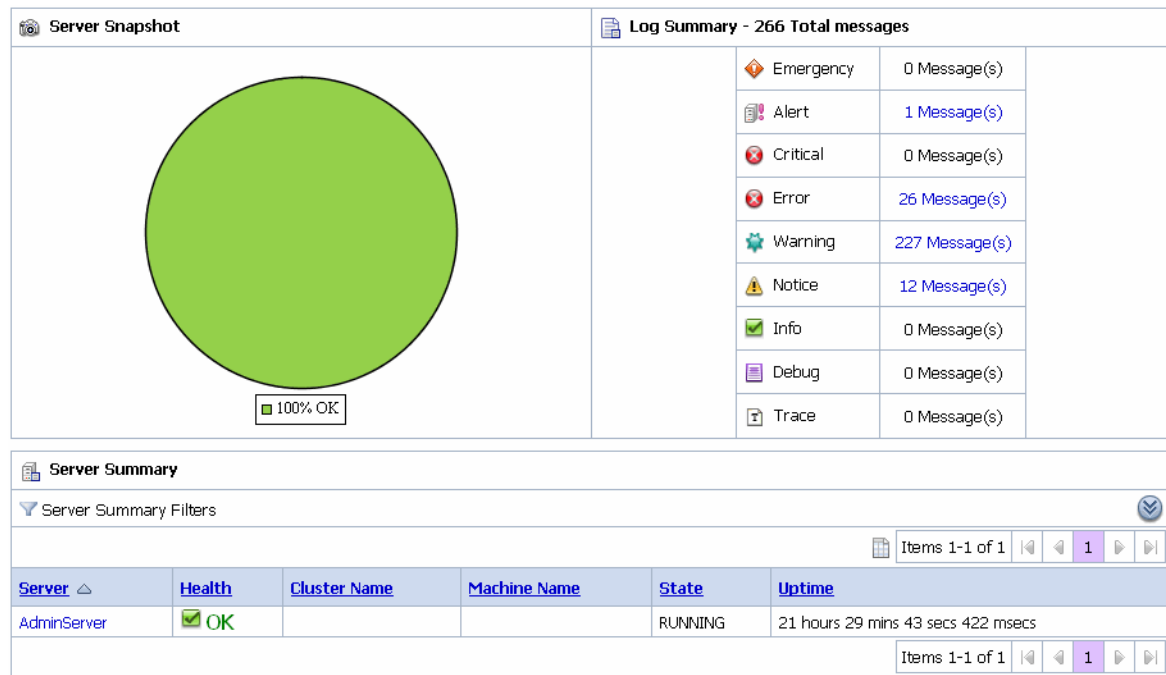 Server Snapshot
Log Summary - 266 Total messages
Emergency 0 Message(s)
Alert 1 Message(s)
Critical 0 Message(s)
Error 26 Message(s)
Warning 227 Message(s)
Notice 12 Message(s)
Info 0 Message(s)
Debug 0 Message(s)
T Trace 0 Message(s)
100% OK
Server Summary
Server Summary Filters
Items 1-1 of 1 1
Server Health Cluster Name Machine Name State Uptime
AdminServer OK RUNNING 21 hours 29 mins 43 secs 422 msecs
Items 1-1 of 1 1